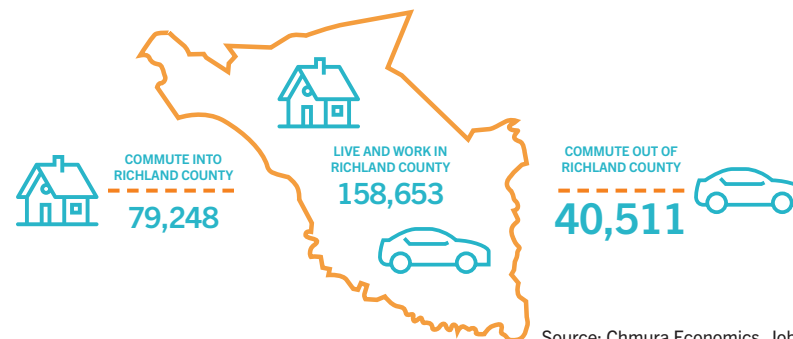 COMMUTE INTO
RICHLAND COUNTY
79,248
LIVE AND WORK IN
RICHLAND COUNTY
158,653
COMMUTE OUT OF
RICHLAND COUNTY
40,511
Source: Chmura Economics, Job